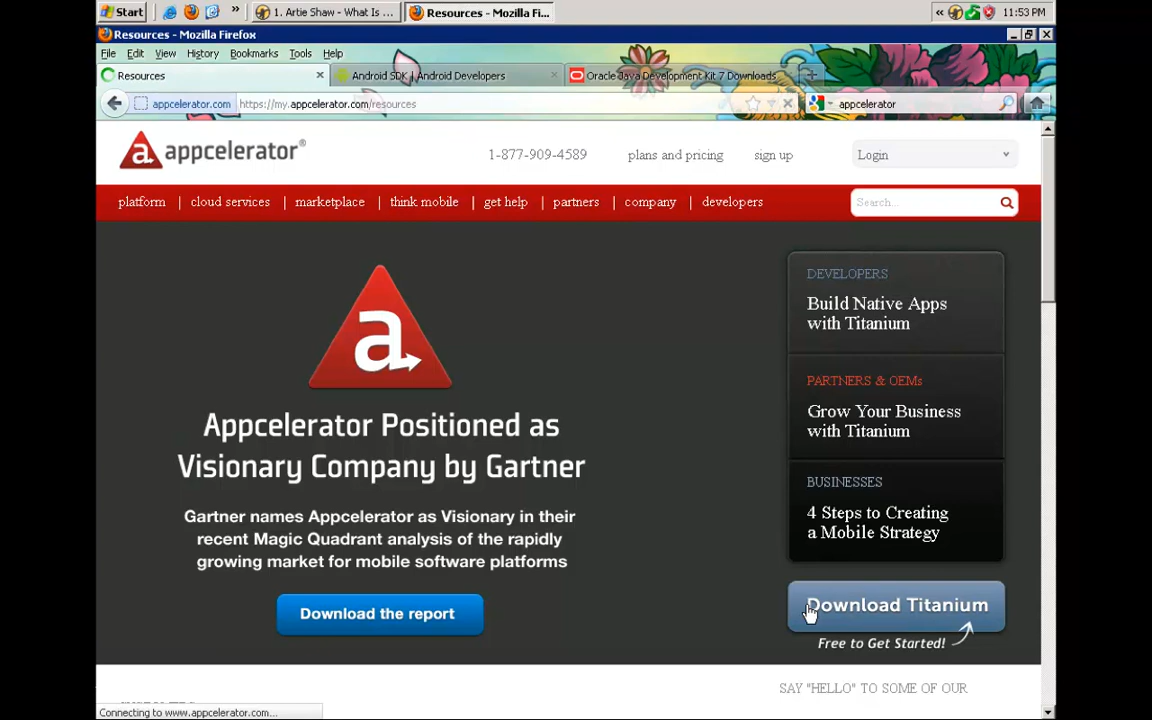 Start
»
1. Artie Shaw - What Is ...
Resources - Mozilla Fi...
«
11:53 PM
Resources - Mozilla Firefox
File Edit View History Bookmarks Tools Help
Resources
Android SDK | Android Developers
Oracle Java Development Kit 7 Downloads
appcelerator.com
https://my.appcelerator.com/resources
appcelerator
appcelerator®
1-877-909-4589
plans and pricing
sign up
Login
platform | cloud services | marketplace | think mobile | get help | partners | company | developers
Search...
DEVELOPERS
Build Native Apps
with Titanium
PARTNERS & OEMs
Grow Your Business
with Titanium
BUSINESSES
4 Steps to Creating
a Mobile Strategy
a
Appcelerator Positioned as
Visionary Company by Gartner
Gartner names Appcelerator as Visionary in their
recent Magic Quadrant analysis of the rapidly
growing market for mobile software platforms
Download the report
Download Titanium
Free to Get Started!
SAY "HELLO" TO SOME OF OUR
Connecting to www.appcelerator.com...